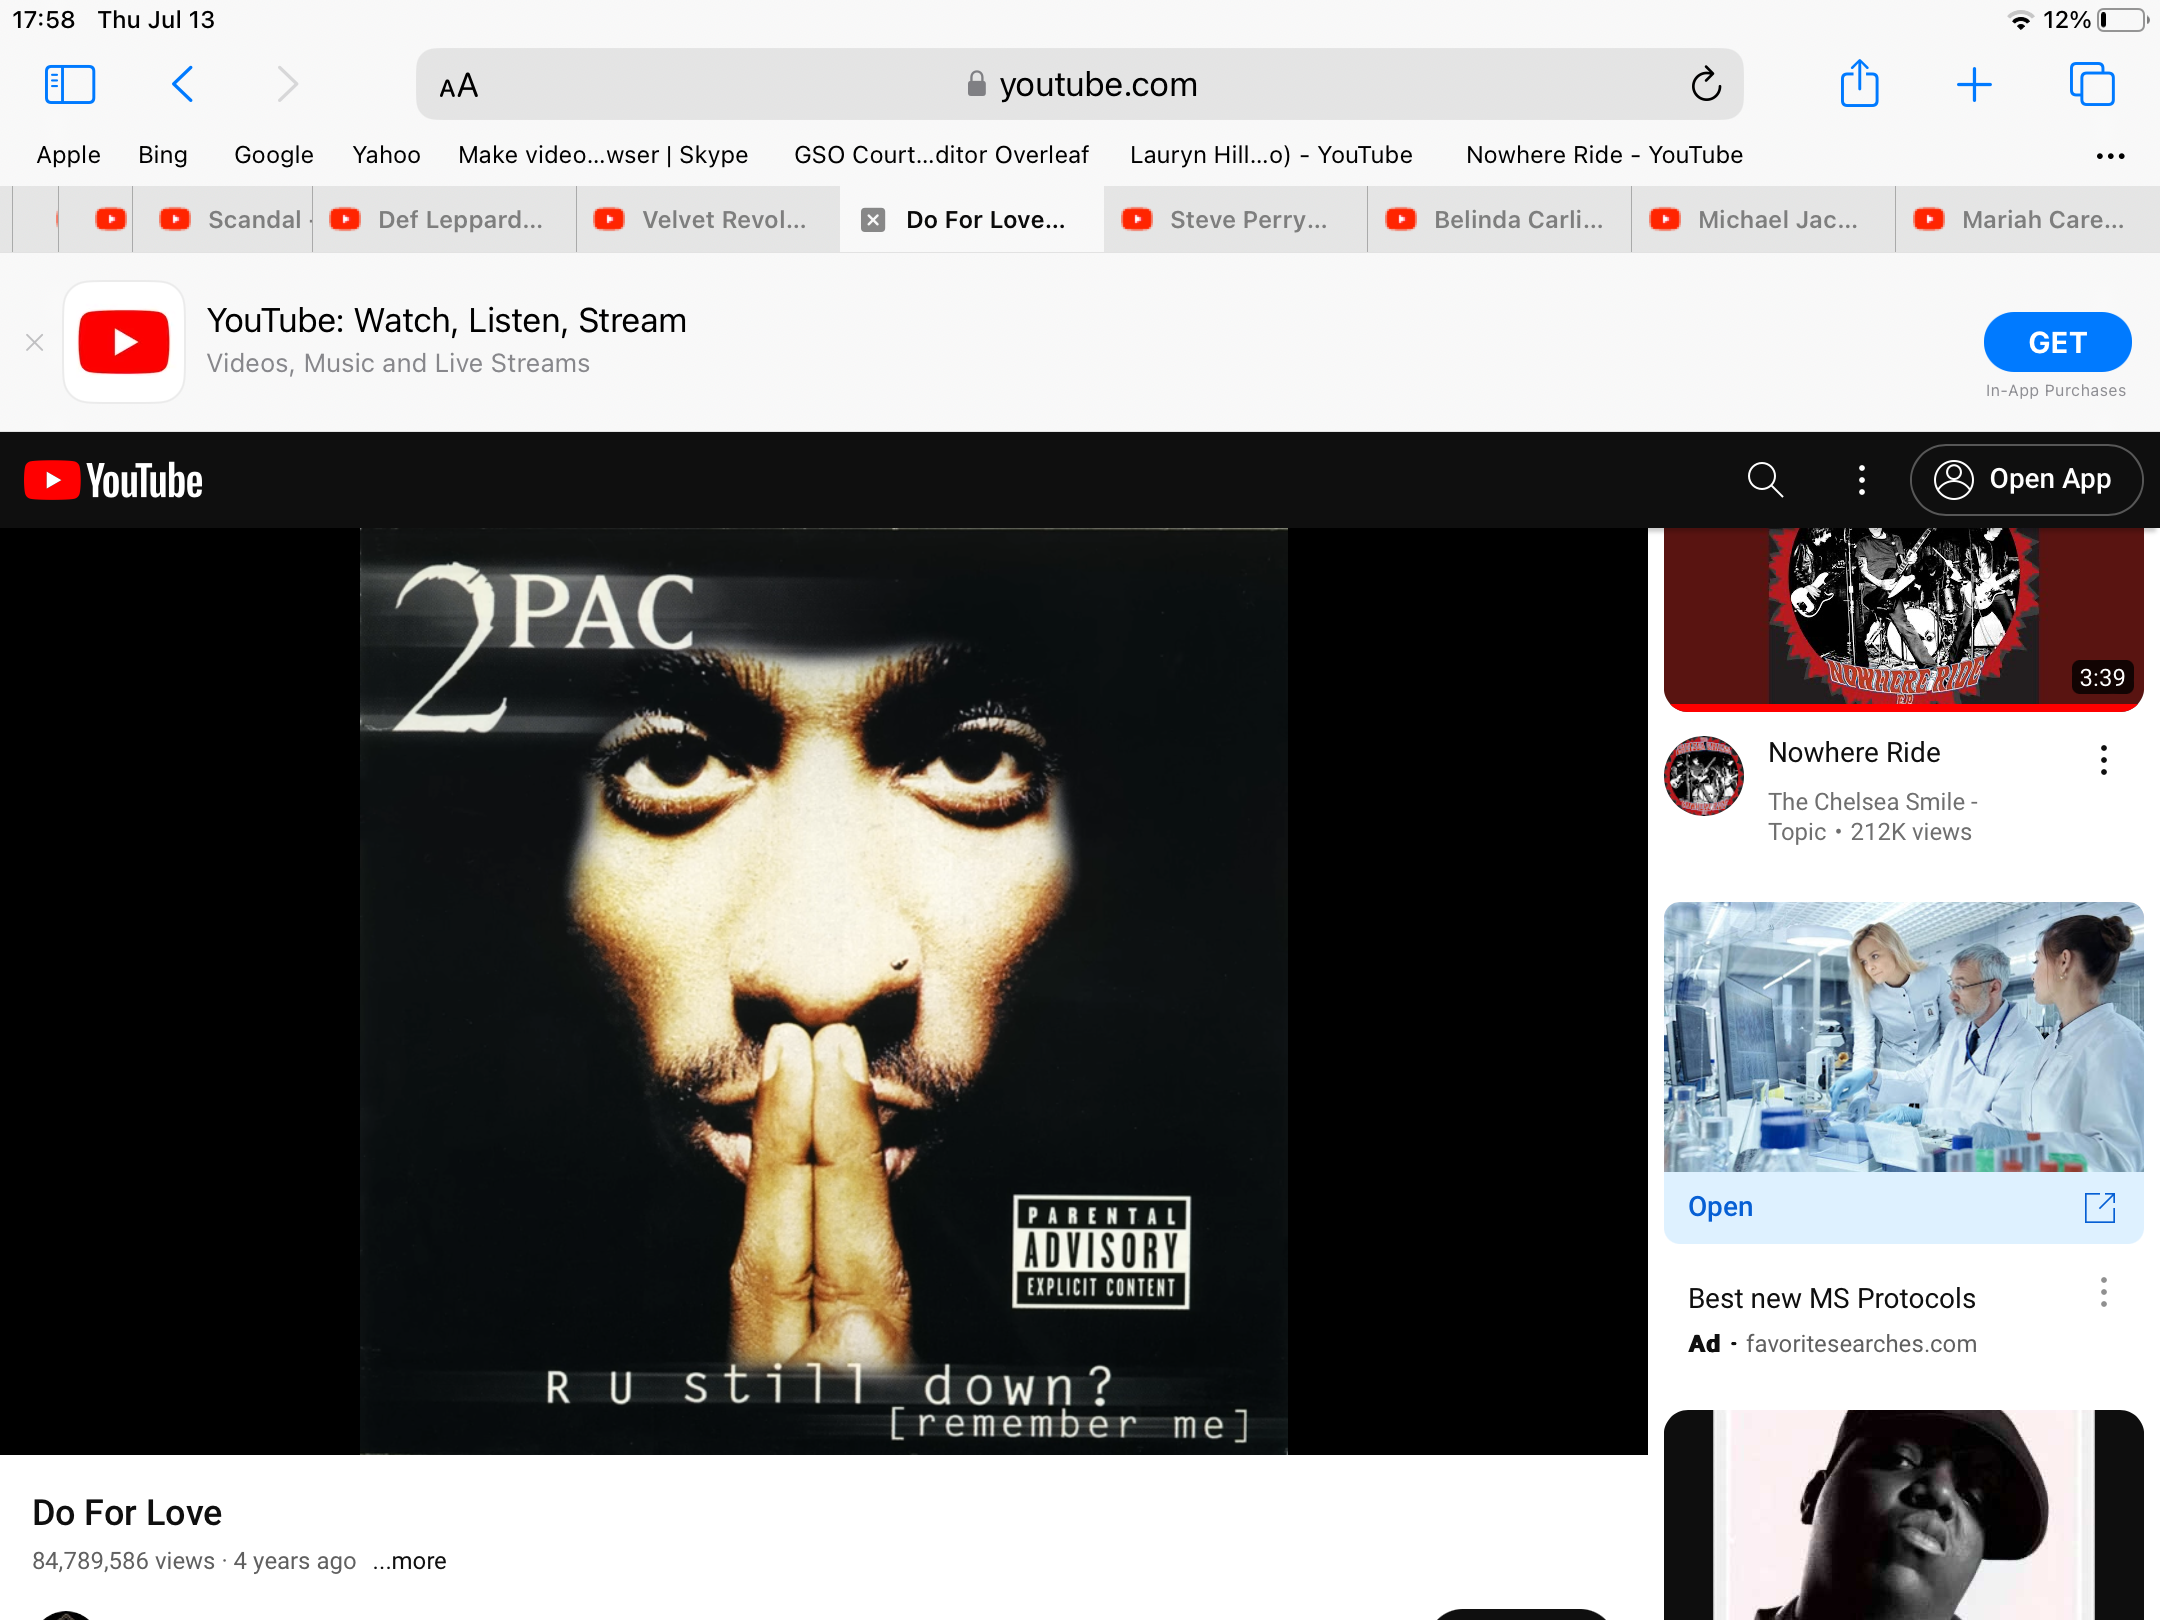 17:58 Thu Jul 13
12%
AA
youtube.com
Apple Bing Google Yahoo Make video...wser | Skype GSO Court...ditor Overleaf Lauryn Hill...o) - YouTube Nowhere Ride - YouTube
Scandal - Def Leppard... Velvet Revol... Do For Love... Steve Perry... Belinda Carli... Michael Jac... Mariah Care...
YouTube: Watch, Listen, Stream
Videos, Music and Live Streams
GET
In-App Purchases
YouTube
Open App
2PAC
PARENTAL
ADVISORY
EXPLICIT CONTENT
R U still down?
[remember me]
Do For Love
84,789,586 views · 4 years ago ...more
NOWHERE RIDE
EP
3:39
Nowhere Ride
The Chelsea Smile -
Topic • 212K views
Open
Best new MS Protocols
Ad · favoritesearches.com